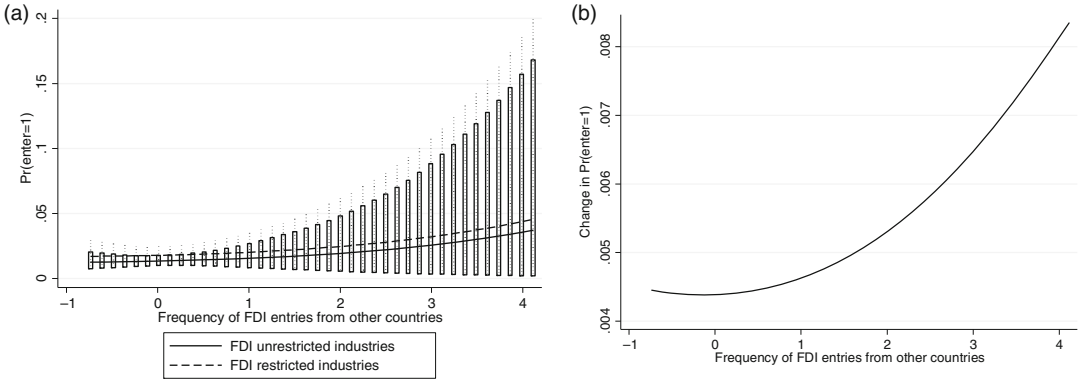 (a)
.2
.15
.1
.05
0
Pr(enter=1)
−1 0 1 2 3 4
Frequency of FDI entries from other countries
FDI unrestricted industries
FDI restricted industries
(b)
.008
.007
.006
.005
.004
Change in Pr(enter=1)
−1 0 1 2 3 4
Frequency of FDI entries from other countries